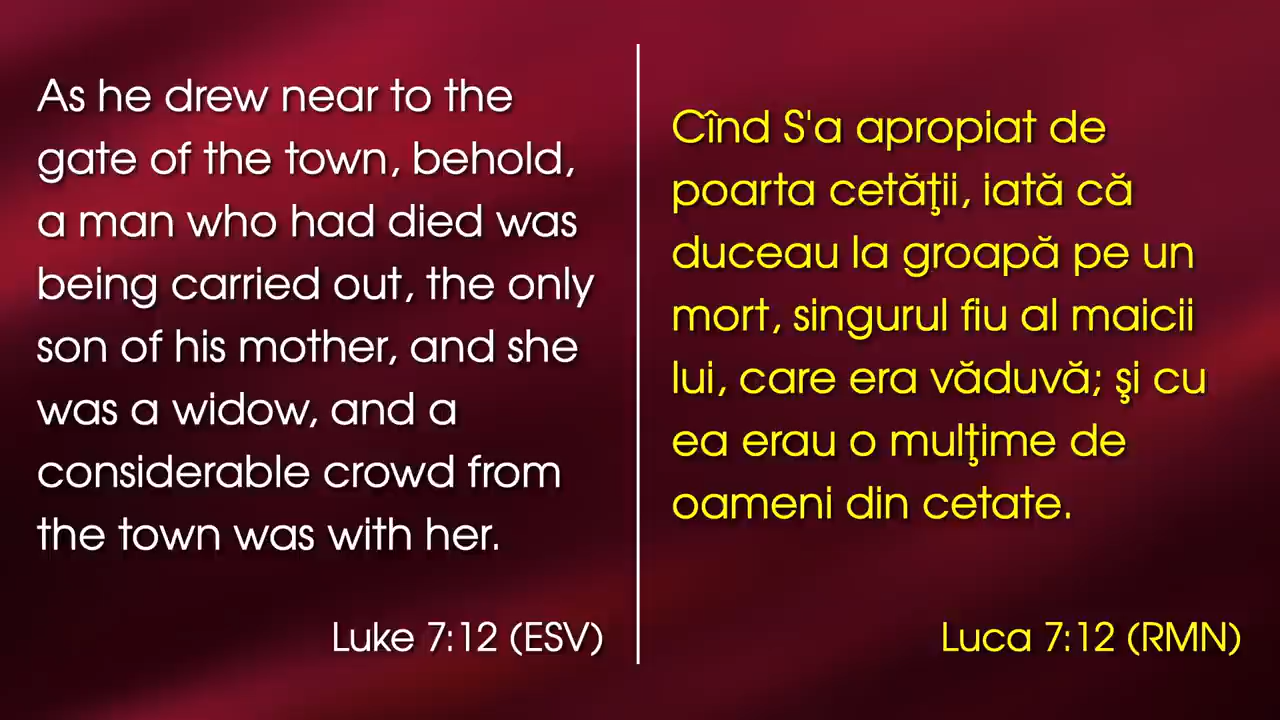 As he drew near to the
gate of the town, behold,
a man who had died was
being carried out, the only
son of his mother, and she
was a widow, and a
considerable crowd from
the town was with her.
Luke 7:12 (ESV)
Cînd S'a apropiat de
poarta cetăţii, iată că
duceau la groapă pe un
mort, singurul fiu al maicii
lui, care era văduvă; şi cu
ea erau o mulţime de
oameni din cetate.
Luca 7:12 (RMN)